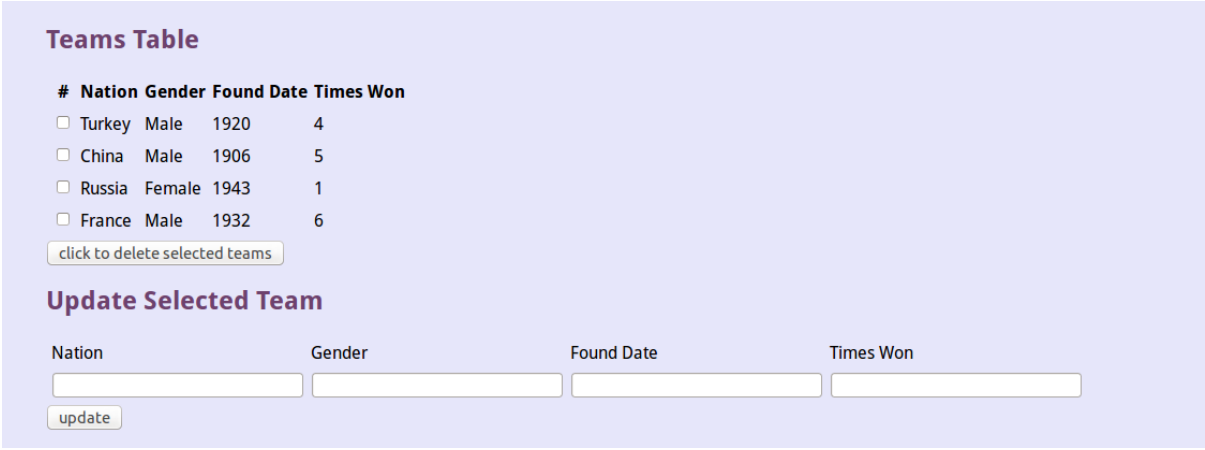 Teams Table
# Nation Gender Found Date Times Won
Turkey Male 1920 4
China Male 1906 5
Russia Female 1943 1
France Male 1932 6
click to delete selected teams
Update Selected Team
Nation Gender Found Date Times Won
update